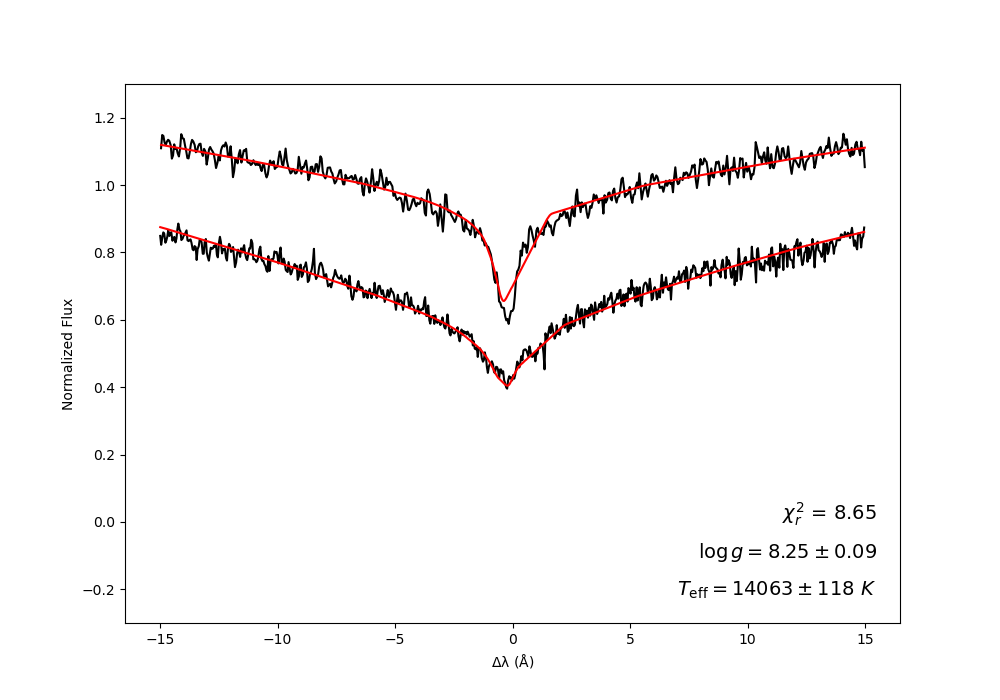 1.2
1.0
0.8
0.6
0.4
0.2
0.0
−0.2
Normalized Flux
χ²ᵣ = 8.65
log g = 8.25 ± 0.09
T_eff = 14063 ± 118 K
−15 −10 −5 0 5 10 15
Δλ (Å)